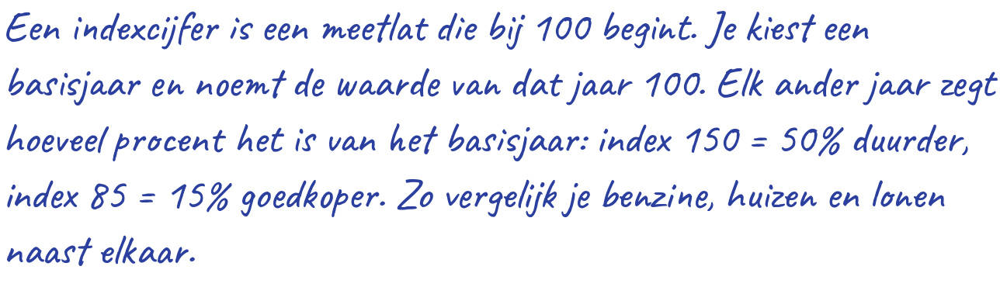 Een indexcijfer is een meetlat die bij 100 begint. Je kiest een
basisjaar en noemt de waarde van dat jaar 100. Elk ander jaar zegt
hoeveel procent het is van het basisjaar: index 150 = 50% duurder,
index 85 = 15% goedkoper. Zo vergelijk je benzine, huizen en lonen
naast elkaar.